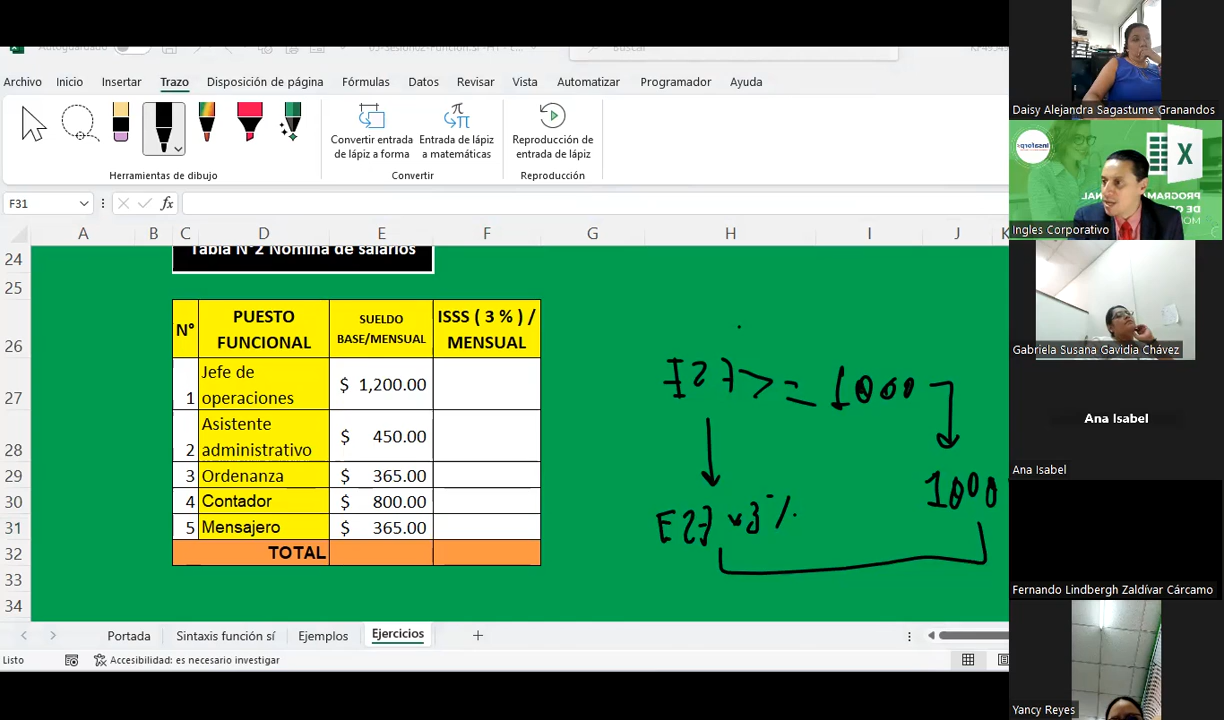 Autoguardado
Buscar
Archivo Inicio Insertar Trazo Disposición de página Fórmulas Datos Revisar Vista Automatizar Programador Ayuda
Convertir entrada de lápiz a forma
Entrada de lápiz a matemáticas
Reproducción de entrada de lápiz
Herramientas de dibujo Convertir Reproducción
F31 fx
A B C D E F G H I J K
24 Tabla N°2 Nomina de salarios
25
26 N° PUESTO FUNCIONAL SUELDO BASE/MENSUAL ISSS ( 3 % ) / MENSUAL
27 1 Jefe de operaciones $ 1,200.00
28 2 Asistente administrativo $ 450.00
29 3 Ordenanza $ 365.00
30 4 Contador $ 800.00
31 5 Mensajero $ 365.00
32 TOTAL
33
34
E27 >= 1000
1000
E27 * 3%
Portada Sintaxis función sí Ejemplos Ejercicios +
Listo Accesibilidad: es necesario investigar
Daisy Alejandra Sagastume Granandos
Insaforp
X
Ingles Corporativo
Gabriela Susana Gavidia Chávez
Ana Isabel
Ana Isabel
Fernando Lindbergh Zaldívar Cárcamo
Yancy Reyes